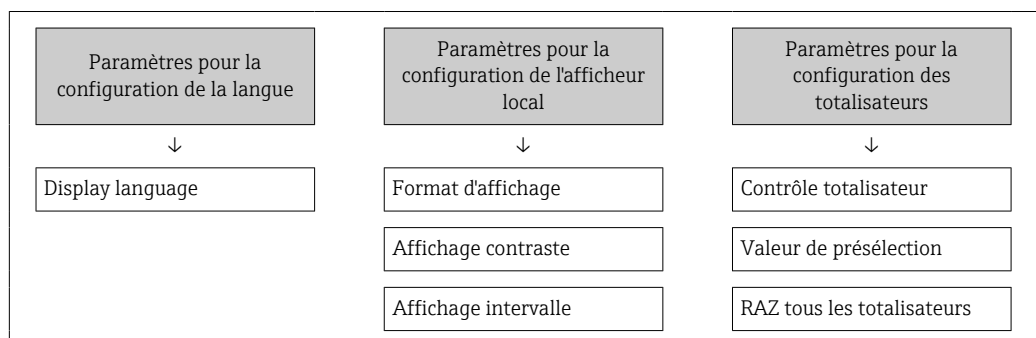 Paramètres pour la
configuration de la langue
Paramètres pour la
configuration de l'afficheur
local
Paramètres pour la
configuration des
totalisateurs
↓
↓
↓
Display language
Format d'affichage
Contrôle totalisateur
Affichage contraste
Valeur de présélection
Affichage intervalle
RAZ tous les totalisateurs